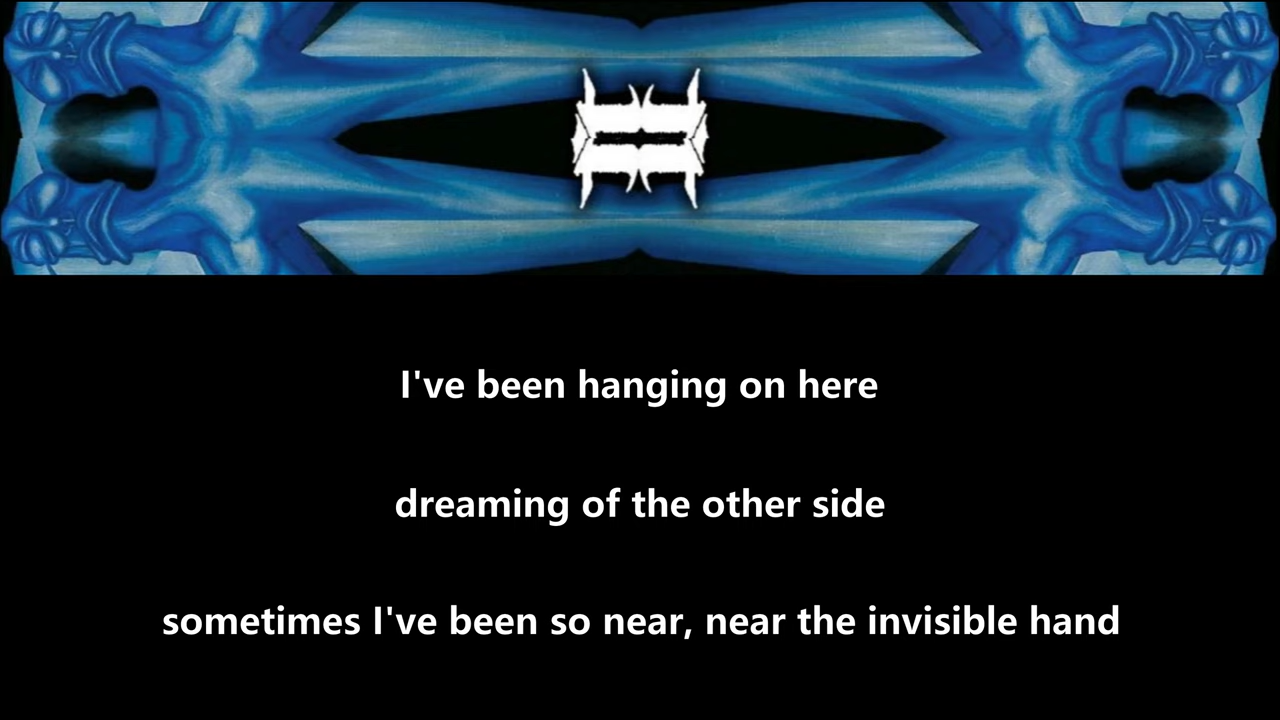 I've been hanging on here
dreaming of the other side
sometimes I've been so near, near the invisible hand